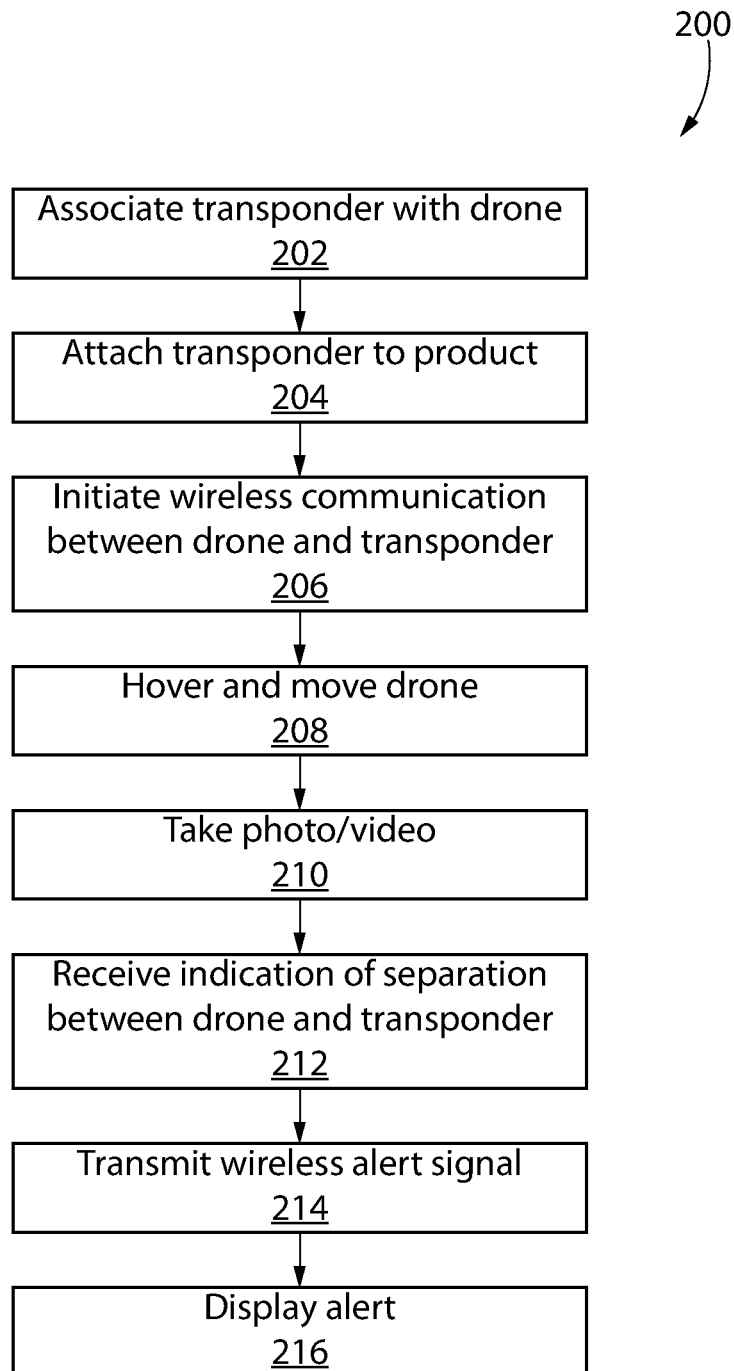 200
Associate transponder with drone
202
Attach transponder to product
204
Initiate wireless communication
between drone and transponder
206
Hover and move drone
208
Take photo/video
210
Receive indication of separation
between drone and transponder
212
Transmit wireless alert signal
214
Display alert
216